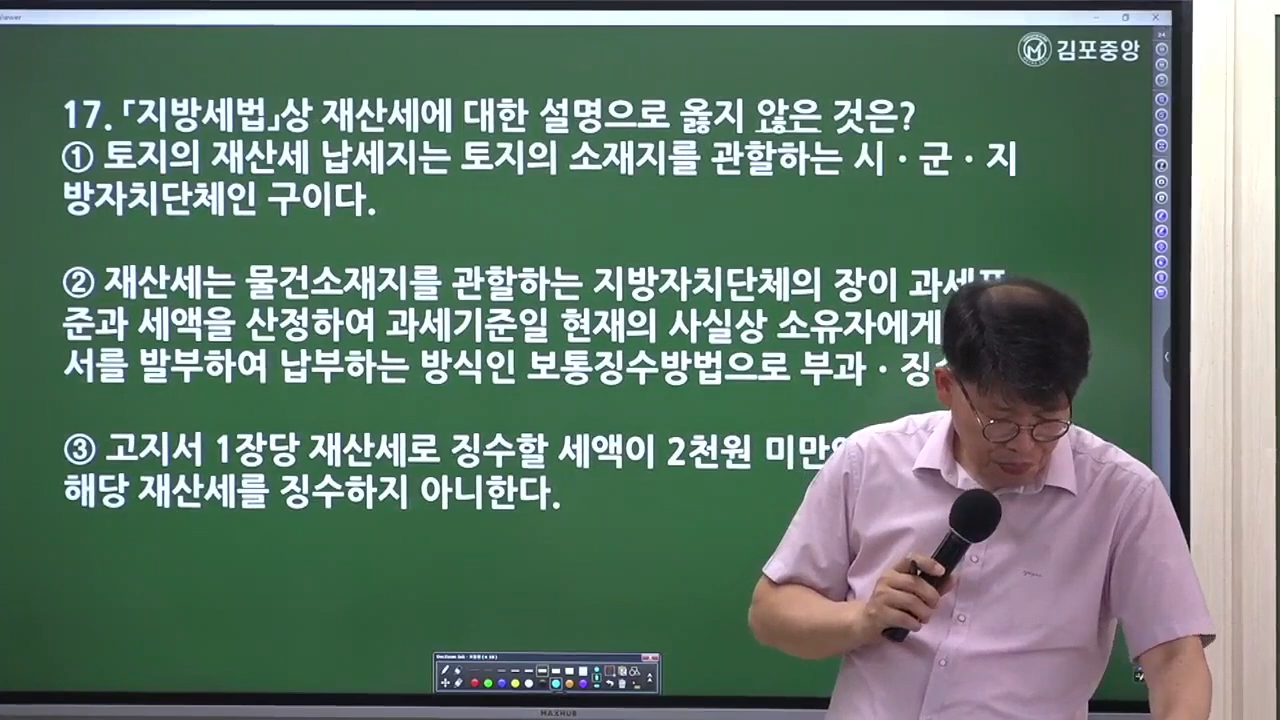 김포중앙
17. 「지방세법」상 재산세에 대한 설명으로 옳지 않은 것은?
① 토지의 재산세 납세지는 토지의 소재지를 관할하는 시ㆍ군ㆍ지
방자치단체인 구이다.
② 재산세는 물건소재지를 관할하는 지방자치단체의 장이 과세표
준과 세액을 산정하여 과세기준일 현재의 사실상 소유자에게
서를 발부하여 납부하는 방식인 보통징수방법으로 부과ㆍ징
③ 고지서 1장당 재산세로 징수할 세액이 2천원 미만
해당 재산세를 징수하지 아니한다.
MAXHUB